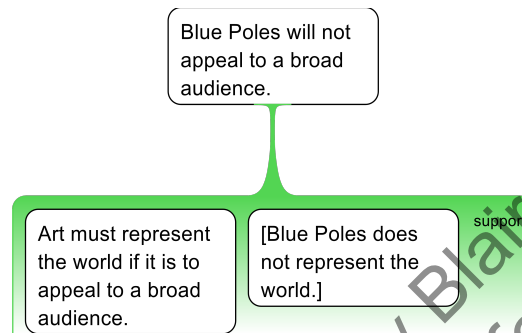 Blue Poles will not
appeal to a broad
audience.
Art must represent
the world if it is to
appeal to a broad
audience.
[Blue Poles does
not represent the
world.]